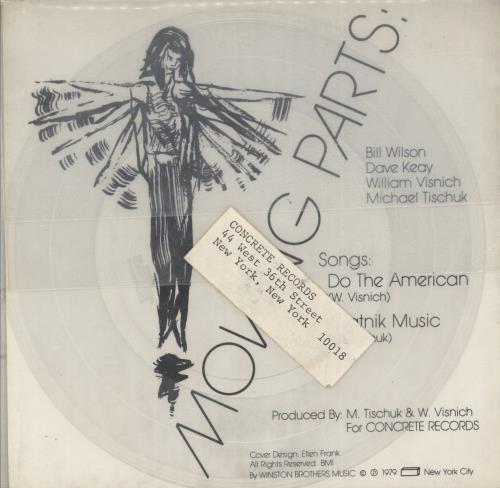 MOV NG PARTS:
Bill Wilson
Dave Keay
William Visnich
Michael Tischuk
CONCRETE RECORDS
44 West 36th Street
New York, New York
10018
Songs:
Do The American
(W. Visnich)
tnik Music
uk)
Produced By: M. Tischuk & W. Visnich
For CONCRETE RECORDS
Cover Design: Ellen Frank
All Rights Reserved BMI
By WINSTON BROTHERS MUSIC © ℗ 1979 New York City